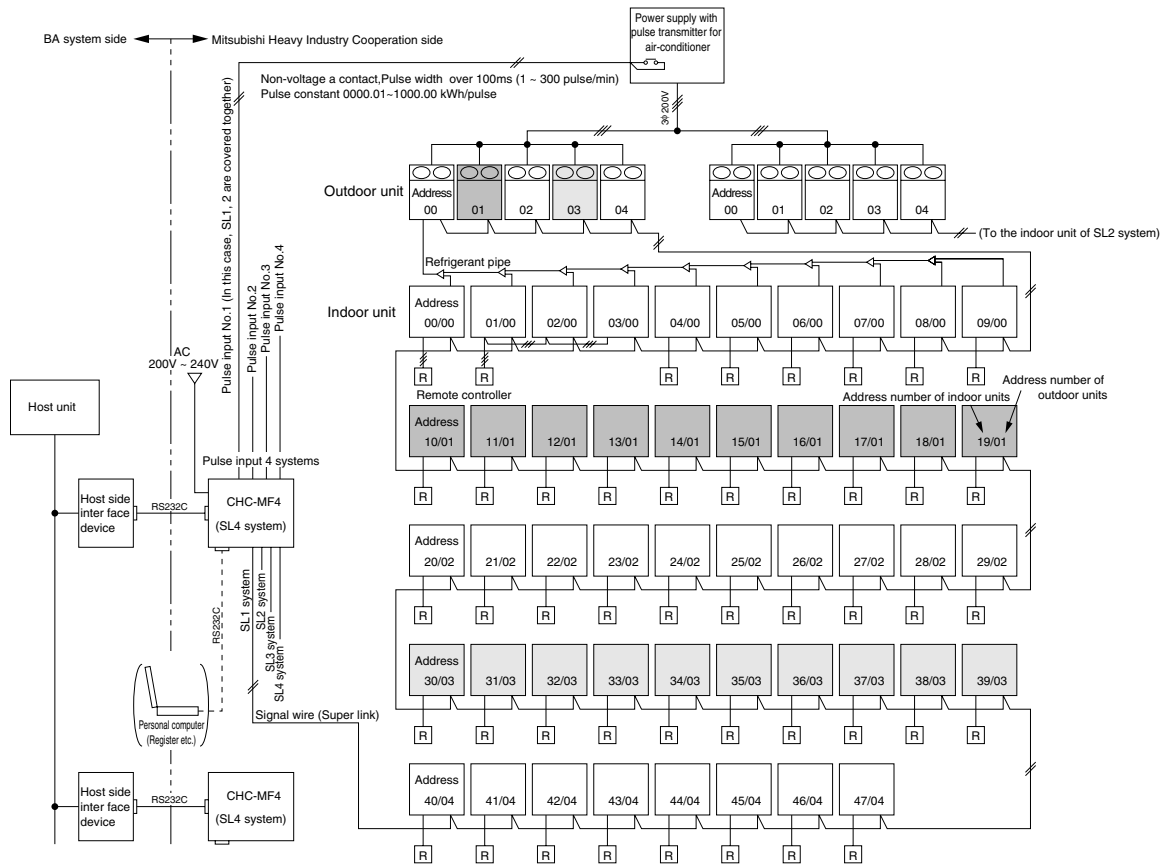 BA system side
Mitsubishi Heavy Industry Cooperation side
Power supply with
pulse transmitter for
air-conditioner
Non-voltage a contact,Pulse width over 100ms (1 ~ 300 pulse/min)
Pulse constant 0000.01~1000.00 kWh/pulse
3ϕ 200V
Outdoor unit
Address
00
01
02
03
04
Address
00
01
02
03
04
(To the indoor unit of SL2 system)
Refrigerant pipe
Indoor unit
Address
00/00
01/00
02/00
03/00
04/00
05/00
06/00
07/00
08/00
09/00
R
R
R
R
R
R
R
R
Remote controller
Address number of indoor units
Address number of
outdoor units
Address
10/01
11/01
12/01
13/01
14/01
15/01
16/01
17/01
18/01
19/01
R
R
R
R
R
R
R
R
R
R
Address
20/02
21/02
22/02
23/02
24/02
25/02
26/02
27/02
28/02
29/02
R
R
R
R
R
R
R
R
R
R
Address
30/03
31/03
32/03
33/03
34/03
35/03
36/03
37/03
38/03
39/03
R
R
R
R
R
R
R
R
R
R
Address
40/04
41/04
42/04
43/04
44/04
45/04
46/04
47/04
R
R
R
R
R
R
R
R
Pulse input No.1 (In this case, SL1, 2 are covered together)
Pulse input No.2
Pulse input No.3
Pulse input No.4
AC
200V ~ 240V
Host unit
Pulse input 4 systems
Host side
inter face
device
RS232C
CHC-MF4
(SL4 system)
RS232C
SL1 system
SL2 system
SL3 system
SL4 system
Signal wire (Super link)
Personal computer
(Register etc.)
Host side
inter face
device
RS232C
CHC-MF4
(SL4 system)